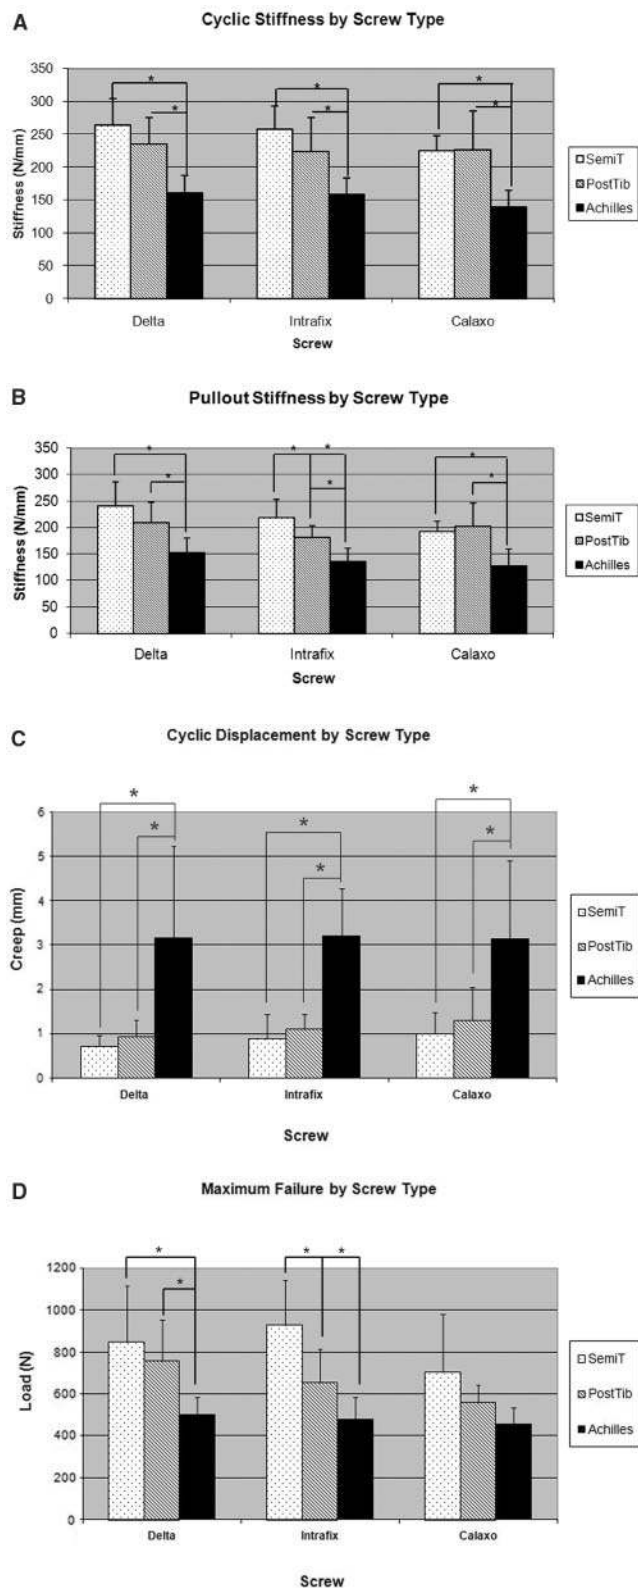 A
Cyclic Stiffness by Screw Type
350
300
250
200
150
100
50
0
Stiffness (N/mm)
* * * * * *
Delta Intrafix Calaxo
Screw
SemiT
PostTib
Achilles
B
Pullout Stiffness by Screw Type
350
300
250
200
150
100
50
0
Stiffness (N/mm)
* * * * * * *
Delta Intrafix Calaxo
Screw
SemiT
PostTib
Achilles
C
Cyclic Displacement by Screw Type
6
5
4
3
2
1
0
Creep (mm)
* * * * * *
Delta Intrafix Calaxo
Screw
SemiT
PostTib
Achilles
D
Maximum Failure by Screw Type
1200
1000
800
600
400
200
0
Load (N)
* * * *
Delta Intrafix Calaxo
Screw
SemiT
PostTib
Achilles